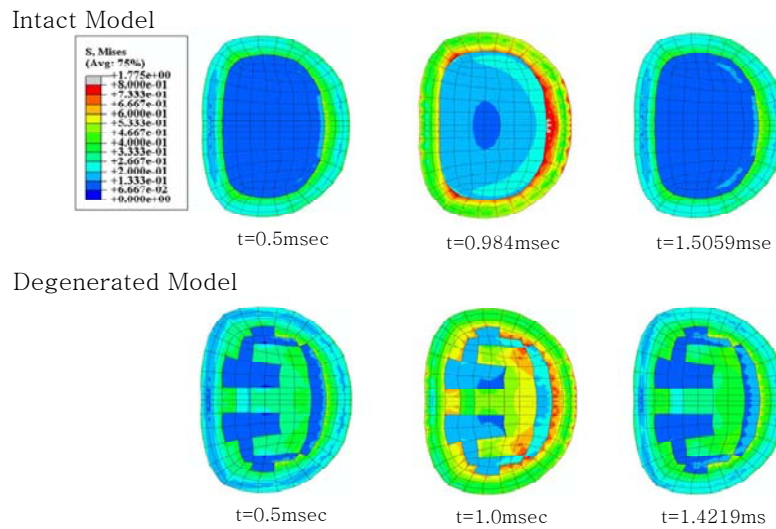 Intact Model
S, Mises
(Avg: 75%)
+1.775e+00
+8.000e-01
+7.333e-01
+6.667e-01
+6.000e-01
+5.333e-01
+4.667e-01
+4.000e-01
+3.333e-01
+2.667e-01
+2.000e-01
+1.333e-01
+6.667e-02
+0.000e+00
t=0.5msec
t=0.984msec
t=1.5059mse
Degenerated Model
t=0.5msec
t=1.0msec
t=1.4219ms